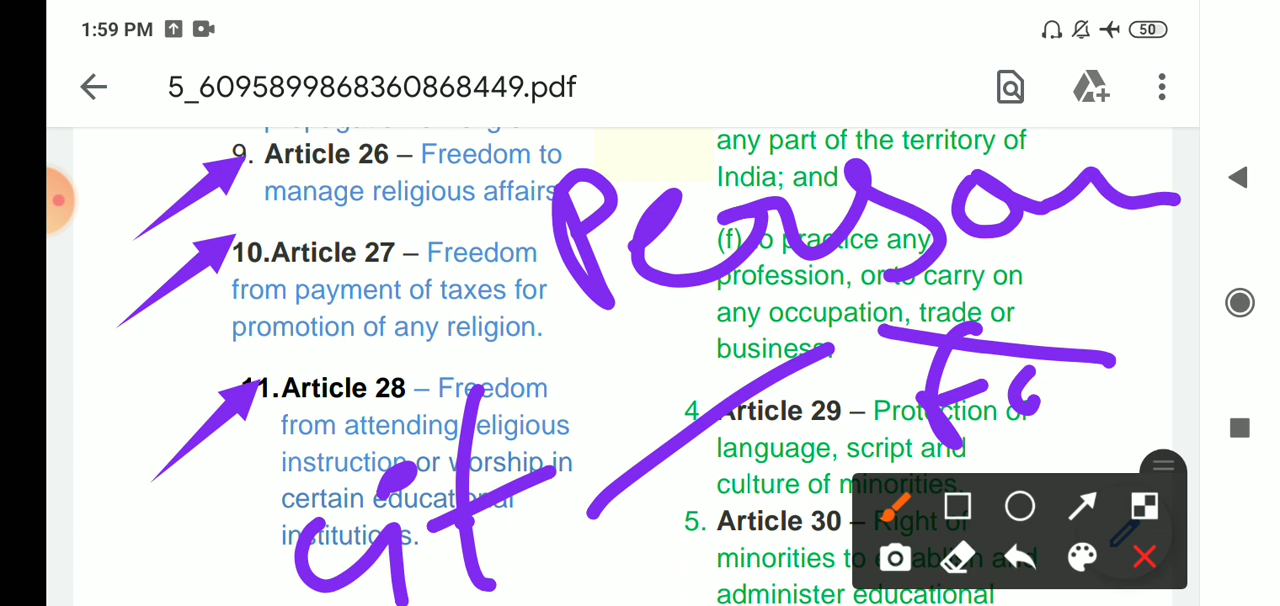 1:59 PM 50
5_6095899868360868449.pdf
9. Article 26 – Freedom to
manage religious affairs
10.Article 27 – Freedom
from payment of taxes for
promotion of any religion.
11.Article 28 – Freedom
from attending religious
instruction or worship in
certain educational
institutions.
any part of the territory of
India; and
(f) to practice any
profession, or to carry on
any occupation, trade or
business.
4. Article 29 – Protection of
language, script and
culture of minorities.
5. Article 30 – Right of
minorities to establish and
administer educational
person